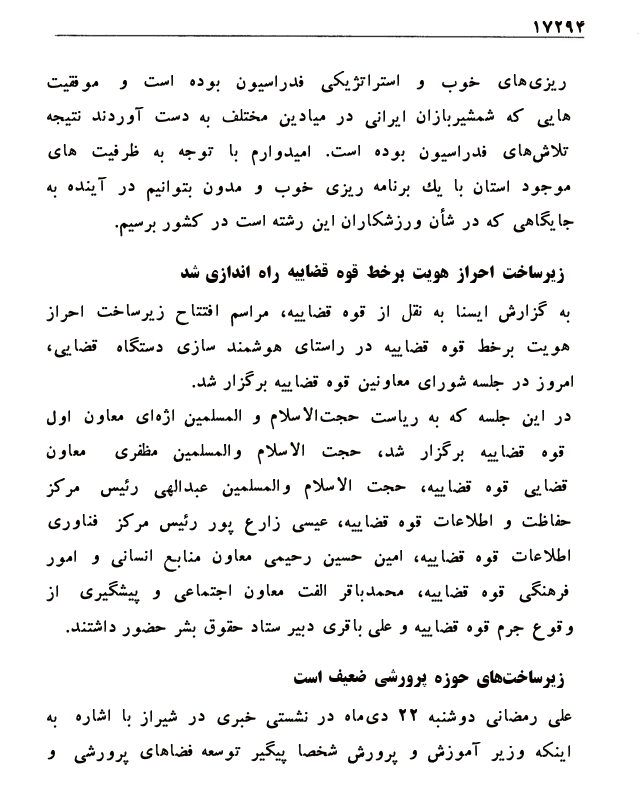 ۱۷۲۹۴
ریزی‌های خوب و استراتژیکی فدراسیون بوده است و موفقیت
هایی که شمشیربازان ایرانی در میادین مختلف به دست آوردند نتیجه
تلاش‌های فدراسیون بوده است. امیدوارم با توجه به ظرفیت های
موجود استان با یك برنامه ریزی خوب و مدون بتوانیم در آینده به
جایگاهی که در شأن ورزشکاران این رشته است در کشور برسیم.
زیرساخت احراز هویت برخط قوه قضاییه راه اندازی شد
به گزارش ایسنا به نقل از قوه قضاییه، مراسم افتتاح زیرساخت احراز
هویت برخط قوه قضاییه در راستای هوشمند سازی دستگاه قضایی،
امروز در جلسه شورای معاونین قوه قضاییه برگزار شد.
در این جلسه که به ریاست حجت‌الاسلام و المسلمین اژه‌ای معاون اول
قوه قضاییه برگزار شد، حجت الاسلام والمسلمین مظفری معاون
قضایی قوه قضاییه، حجت الاسلام والمسلمین عبدالهی رئیس مرکز
حفاظت و اطلاعات قوه قضاییه، عیسی زارع پور رئیس مرکز فناوری
اطلاعات قوه قضاییه، امین حسین رحیمی معاون منابع انسانی و امور
فرهنگی قوه قضاییه، محمدباقر الفت معاون اجتماعی و پیشگیری از
وقوع جرم قوه قضاییه و علی باقری دبیر ستاد حقوق بشر حضور داشتند.
زیرساخت‌های حوزه پرورشی ضعیف است
علی رمضانی دوشنبه ۲۲ دی‌ماه در نشستی خبری در شیراز با اشاره به
اینکه وزیر آموزش و پرورش شخصا پیگیر توسعه فضاهای پرورشی و